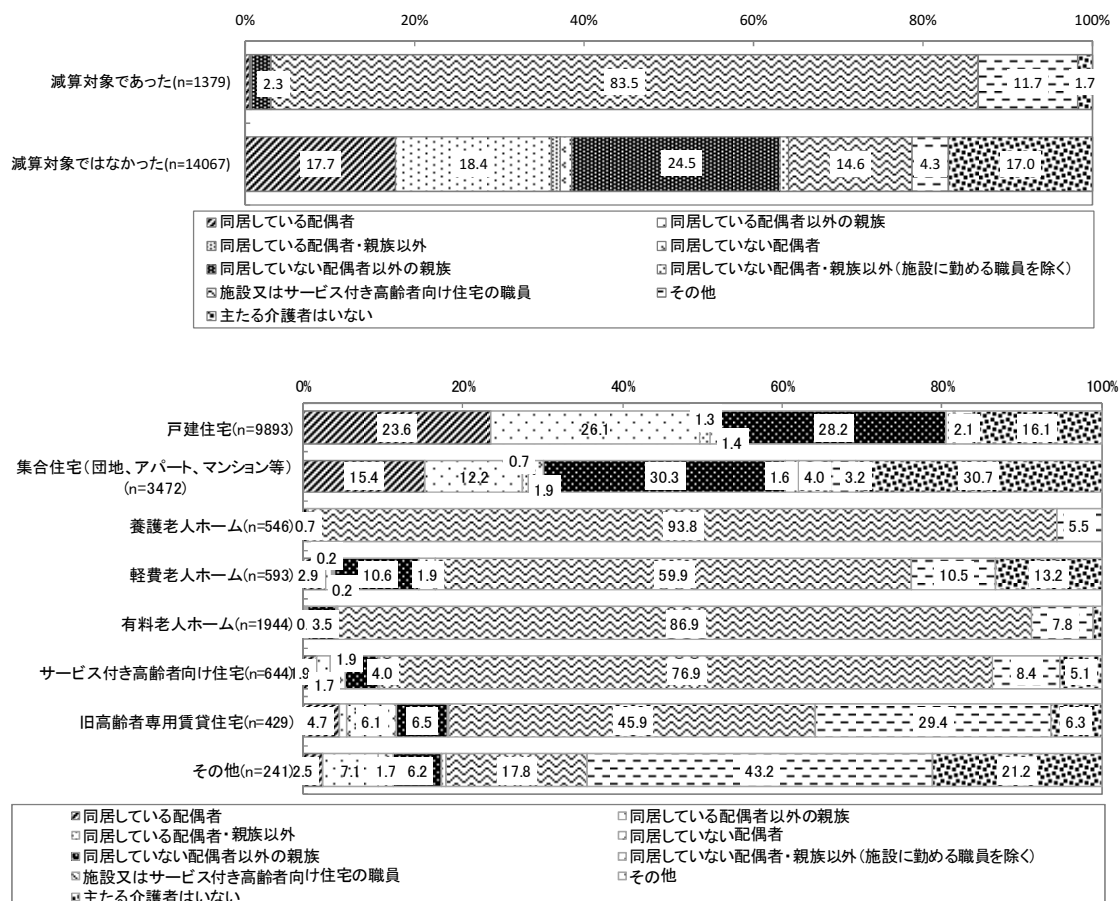 0% 20% 40% 60% 80% 100%
減算対象であった(n=1379) 2.3 83.5 11.7 1.7
減算対象ではなかった(n=14067) 17.7 18.4 24.5 14.6 4.3 17.0
同居している配偶者 同居している配偶者以外の親族
同居している配偶者・親族以外 同居していない配偶者
同居していない配偶者以外の親族 同居していない配偶者・親族以外(施設に勤める職員を除く)
施設又はサービス付き高齢者向け住宅の職員 その他
主たる介護者はいない
0% 20% 40% 60% 80% 100%
戸建住宅(n=9893) 23.6 26.1 1.3 1.4 28.2 2.1 16.1
集合住宅(団地、アパート、マンション等)
(n=3472) 15.4 12.2 0.7 1.9 30.3 1.6 4.0 3.2 30.7
養護老人ホーム(n=546) 0.7 93.8 5.5
軽費老人ホーム(n=593) 2.9 0.2 0.2 10.6 1.9 59.9 10.5 13.2
有料老人ホーム(n=1944) 0. 3.5 86.9 7.8
サービス付き高齢者向け住宅(n=644) 1.9 1.7 1.9 4.0 76.9 8.4 5.1
旧高齢者専用賃貸住宅(n=429) 4.7 6.1 6.5 45.9 29.4 6.3
その他(n=241) 2.5 7.1 1.7 6.2 17.8 43.2 21.2
同居している配偶者 同居している配偶者以外の親族
同居している配偶者・親族以外 同居していない配偶者
同居していない配偶者以外の親族 同居していない配偶者・親族以外(施設に勤める職員を除く)
施設又はサービス付き高齢者向け住宅の職員 その他
主たる介護者はいない